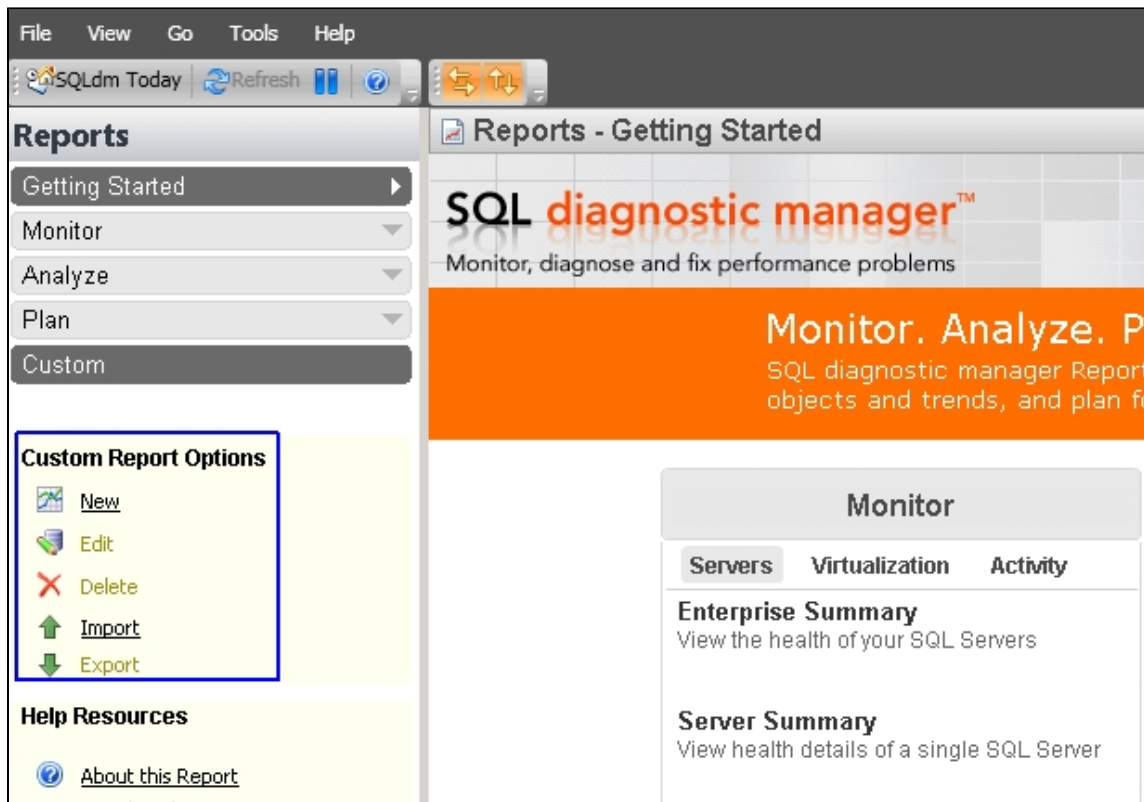 File View Go Tools Help
SQLdm Today Refresh
Reports
Getting Started
Monitor
Analyze
Plan
Custom
Custom Report Options
New
Edit
Delete
Import
Export
Help Resources
About this Report
Reports - Getting Started
SQL diagnostic manager™
Monitor, diagnose and fix performance problems
Monitor. Analyze. P
SQL diagnostic manager Report
objects and trends, and plan f
Monitor
Servers Virtualization Activity
Enterprise Summary
View the health of your SQL Servers
Server Summary
View health details of a single SQL Server